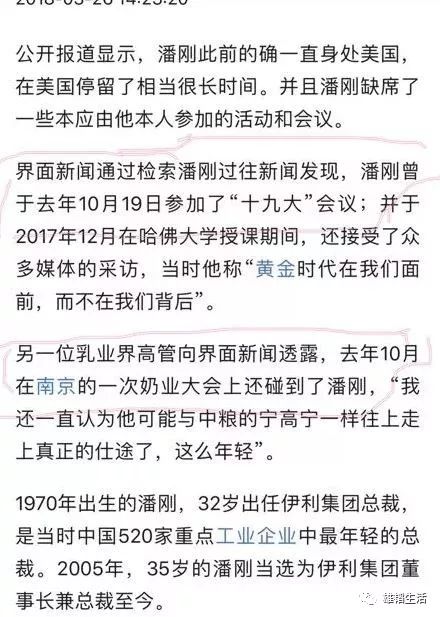 2018-03-26 14:23:20
公开报道显示，潘刚此前的确一直身处美国，
在美国停留了相当很长时间。并且潘刚缺席了
一些本应由他本人参加的活动和会议。
界面新闻通过检索潘刚过往新闻发现，潘刚曾
于去年10月19日参加了“十九大”会议；并于
2017年12月在哈佛大学授课期间，还接受了众
多媒体的采访，当时他称“黄金时代在我们面
前，而不在我们背后”。
另一位乳业界高管向界面新闻透露，去年10月
在南京的一次奶业大会上还碰到了潘刚，“我
还一直认为他可能与中粮的宁高宁一样往上走
上真正的仕途了，这么年轻”。
1970年出生的潘刚，32岁出任伊利集团总裁，
是当时中国520家重点工业企业中最年轻的总
裁。2005年，35岁的潘刚当选为伊利集团董
事长兼总裁至今。
雄韬生活